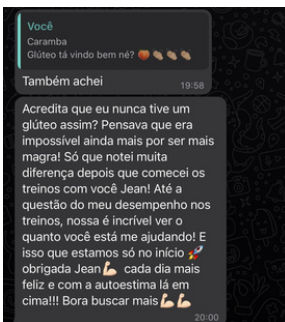 Você
Caramba
Glúteo tá vindo bem né? 🍑👏🏽👏🏽👏🏽
Também achei
19:58
Acredita que eu nunca tive um
glúteo assim? Pensava que era
impossível ainda mais por ser mais
magra! Só que notei muita
diferença depois que comecei os
treinos com você Jean! Até a
questão do meu desempenho nos
treinos, nossa é incrível ver o
quanto você está me ajudando! E
isso que estamos só no início 🚀
obrigada Jean💪🏼 cada dia mais
feliz e com a autoestima lá em
cima!!! Bora buscar mais💪🏼💪🏼
20:00